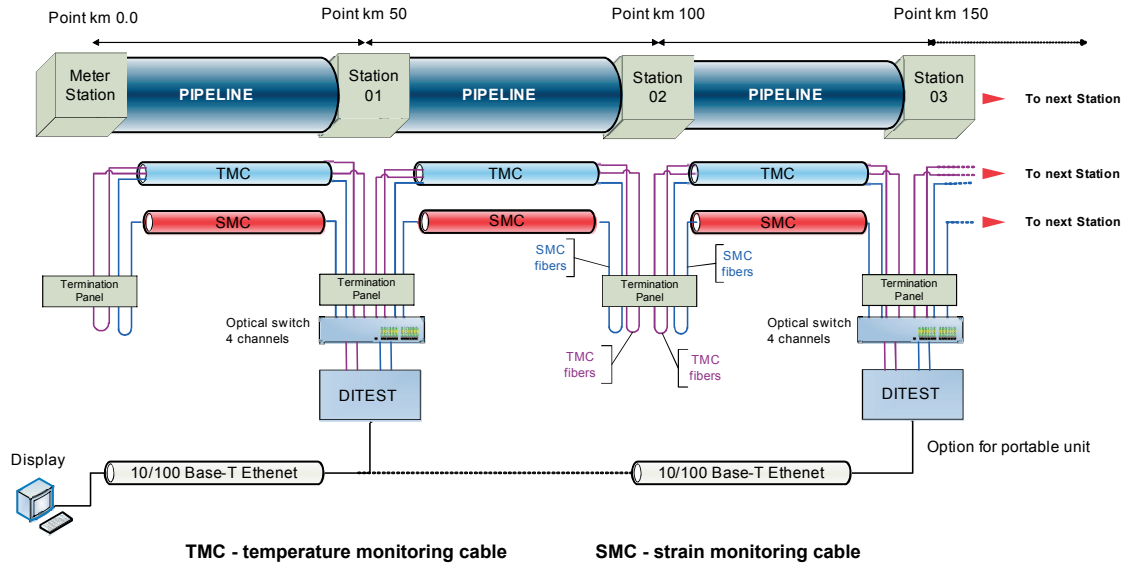 Point km 0.0
Point km 50
Point km 100
Point km 150
Meter
Station
PIPELINE
Station
01
PIPELINE
Station
02
PIPELINE
Station
03
To next Station
TMC
TMC
TMC
To next Station
SMC
SMC
SMC
To next Station
SMC
fibers
SMC
fibers
Termination
Panel
Termination
Panel
Termination
Panel
Termination
Panel
Optical switch
4 channels
Optical switch
4 channels
TMC
fibers
TMC
fibers
DITEST
DITEST
Option for portable unit
Display
10/100 Base-T Ethenet
10/100 Base-T Ethenet
TMC - temperature monitoring cable
SMC - strain monitoring cable